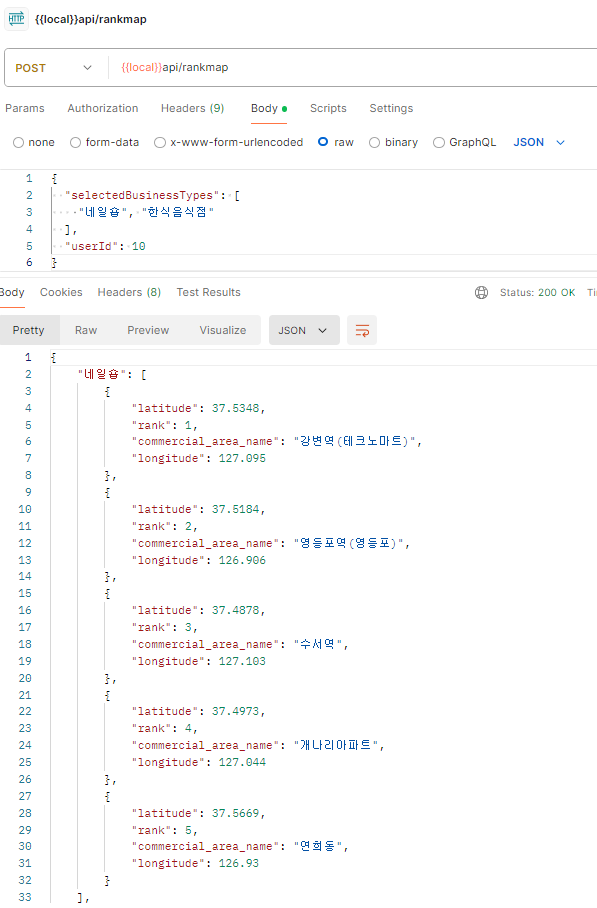 HTTP {{local}}api/rankmap
POST {{local}}api/rankmap
Params Authorization Headers (9) Body Scripts Settings
none form-data x-www-form-urlencoded raw binary GraphQL JSON
1 {
2 "selectedBusinessTypes": [
3 "네일숍", "한식음식점"
4 ],
5 "userId": 10
6 }
Body Cookies Headers (8) Test Results Status: 200 OK
Pretty Raw Preview Visualize JSON
1 {
2 "네일숍": [
3 {
4 "latitude": 37.5348,
5 "rank": 1,
6 "commercial_area_name": "강변역(테크노마트)",
7 "longitude": 127.095
8 },
9 {
10 "latitude": 37.5184,
11 "rank": 2,
12 "commercial_area_name": "영등포역(영등포)",
13 "longitude": 126.906
14 },
15 {
16 "latitude": 37.4878,
17 "rank": 3,
18 "commercial_area_name": "수서역",
19 "longitude": 127.103
20 },
21 {
22 "latitude": 37.4973,
23 "rank": 4,
24 "commercial_area_name": "개나리아파트",
25 "longitude": 127.044
26 },
27 {
28 "latitude": 37.5669,
29 "rank": 5,
30 "commercial_area_name": "연희동",
31 "longitude": 126.93
32 }
33 ],